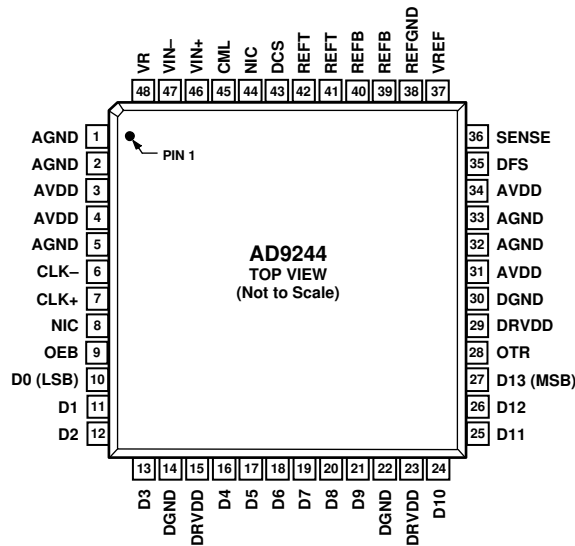 VR
VIN–
VIN+
CML
NIC
DCS
REFT
REFT
REFB
REFB
REFGND
VREF
48 47 46 45 44 43 42 41 40 39 38 37
AGND 1
AGND 2
AVDD 3
AVDD 4
AGND 5
CLK– 6
CLK+ 7
NIC 8
OEB 9
D0 (LSB) 10
D1 11
D2 12
PIN 1
AD9244
TOP VIEW
(Not to Scale)
36 SENSE
35 DFS
34 AVDD
33 AGND
32 AGND
31 AVDD
30 DGND
29 DRVDD
28 OTR
27 D13 (MSB)
26 D12
25 D11
13 14 15 16 17 18 19 20 21 22 23 24
D3
DGND
DRVDD
D4
D5
D6
D7
D8
D9
DGND
DRVDD
D10